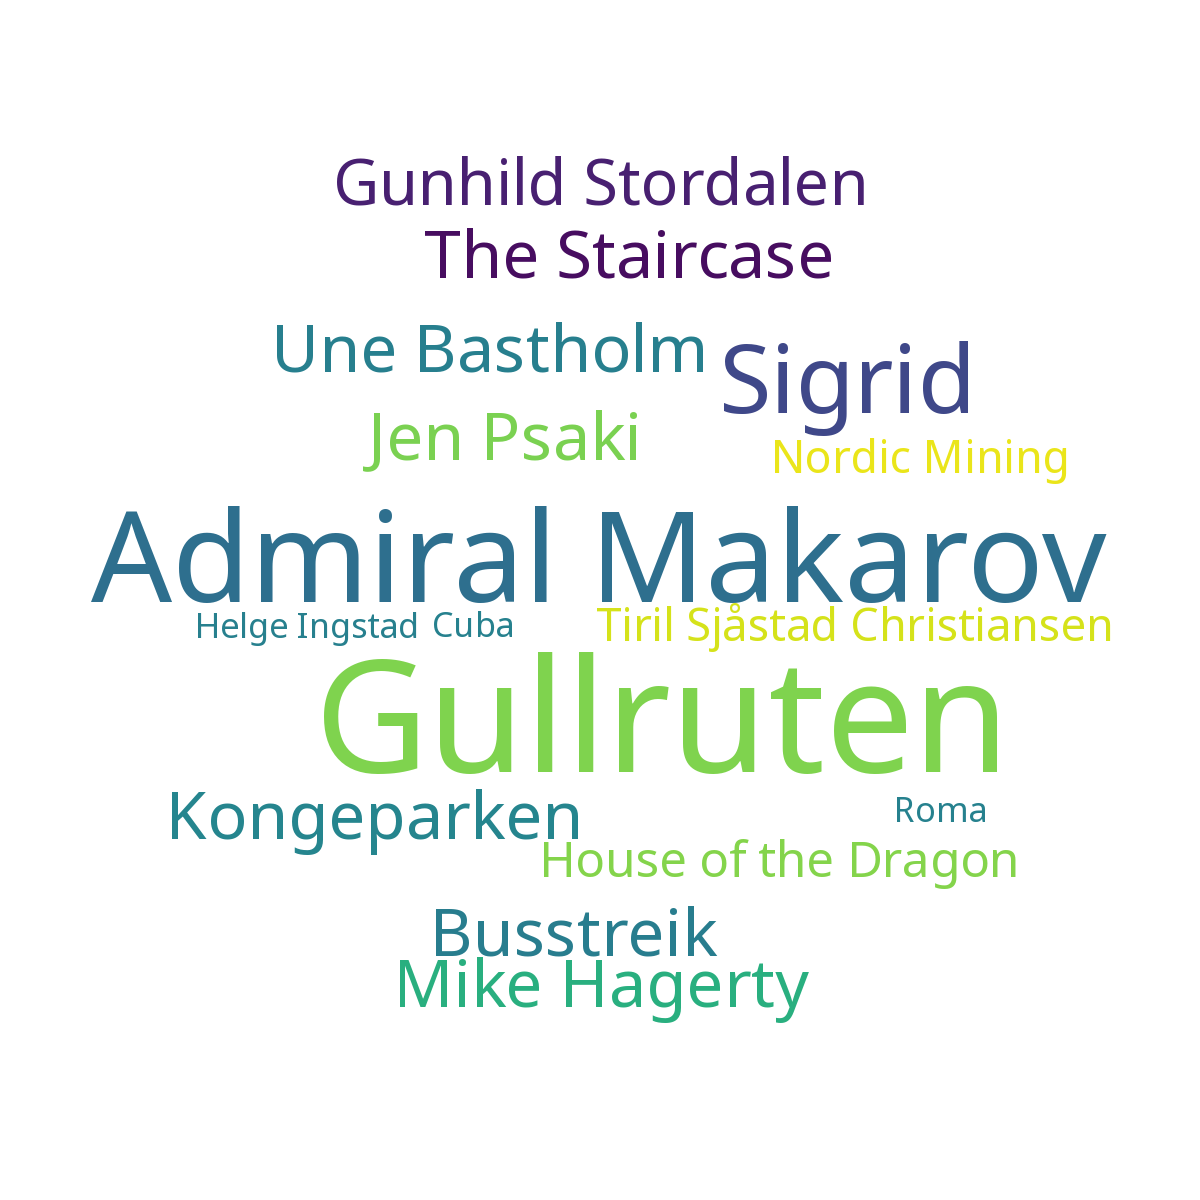 Gunhild Stordalen
The Staircase
Une Bastholm
Sigrid
Jen Psaki
Nordic Mining
Admiral Makarov
Helge Ingstad
Cuba
Tiril Sjåstad Christiansen
Gullruten
Kongeparken
Roma
House of the Dragon
Busstreik
Mike Hagerty